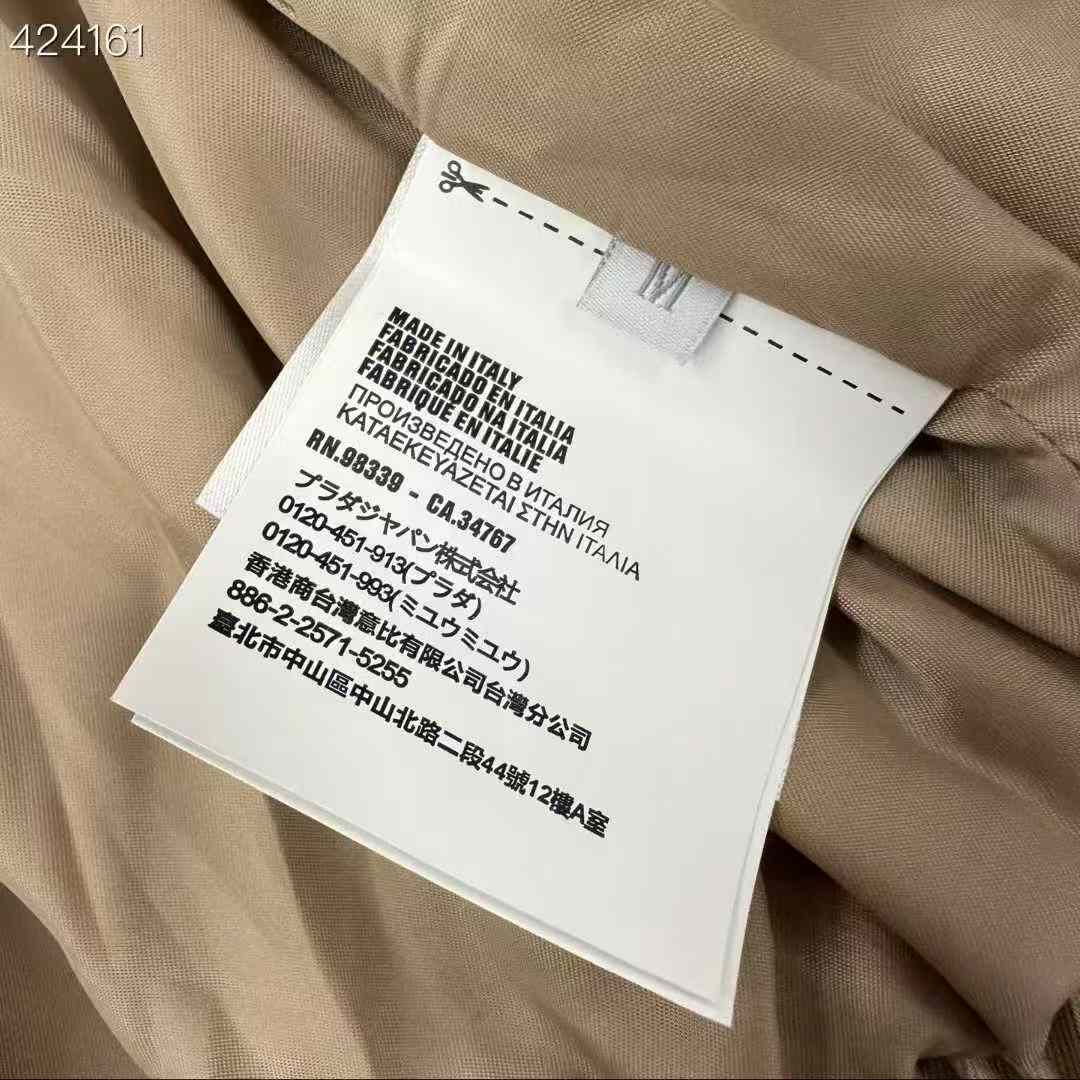 424161
M
MADE IN ITALY
FABRICADO EN ITALIA
FABRICADO NA ITALIA
FABRIQUE EN ITALIE
ПРОИЗВЕДЕНО В ИТАЛИЯ
ΚΑΤΑΕΚΕΥΑΖΕΤΑΙ ΣΤΗΝ ΙΤΑΛΙΑ
RN.98339 - CA.34767
プラダジャパン株式会社
0120-451-913(プラダ)
0120-451-993(ミユウミユウ)
香港商台灣意比有限公司台灣分公司
886-2-2571-5255
臺北市中山區中山北路二段44號12樓A室